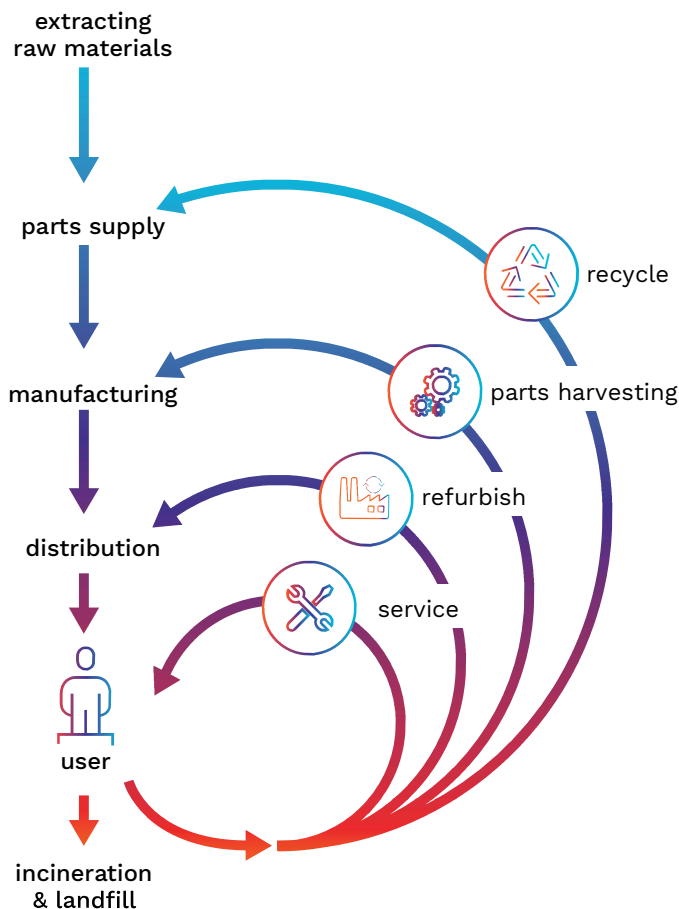 extracting
raw materials
parts supply
recycle
manufacturing
parts harvesting
refurbish
distribution
service
user
incineration
& landfill